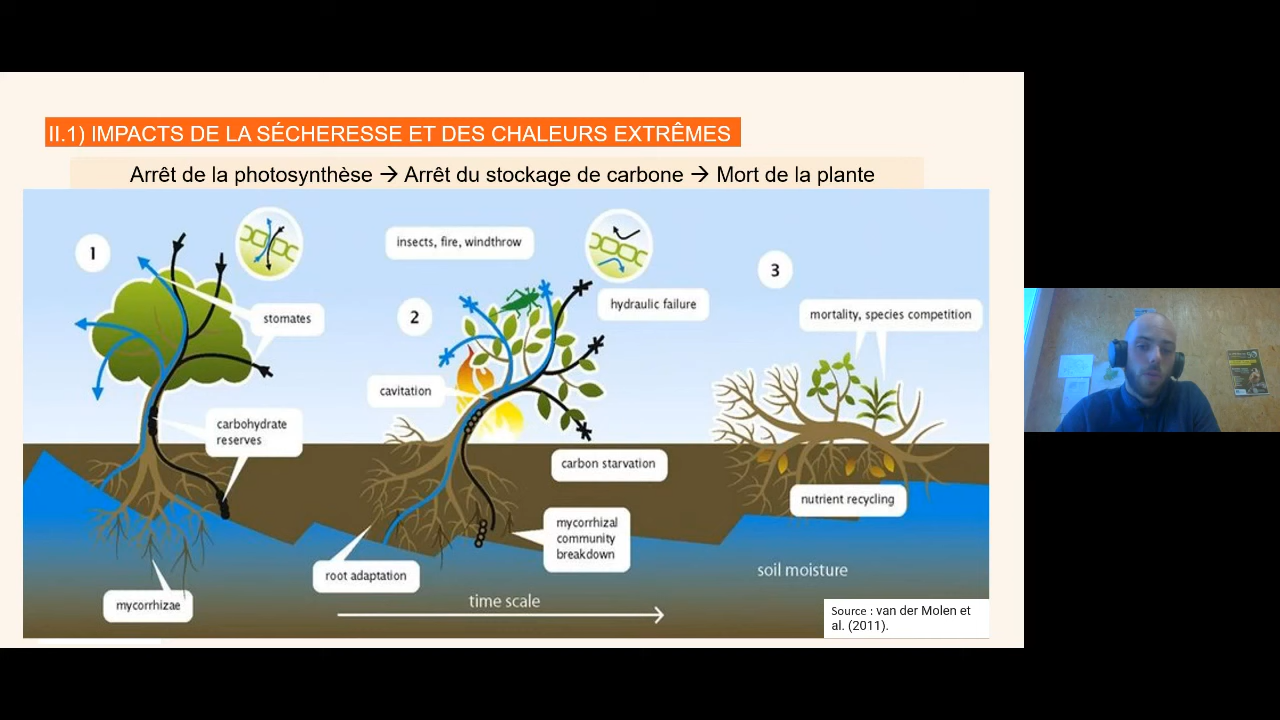 II.1) IMPACTS DE LA SÉCHERESSE ET DES CHALEURS EXTRÊMES
Arrêt de la photosynthèse → Arrêt du stockage de carbone → Mort de la plante
1
stomates
carbohydrate
reserves
mycorrhizae
insects, fire, windthrow
2
hydraulic failure
cavitation
carbon starvation
mycorrhizal
community
breakdown
root adaptation
time scale
3
mortality, species competition
nutrient recycling
soil moisture
Source : van der Molen et
al. (2011).